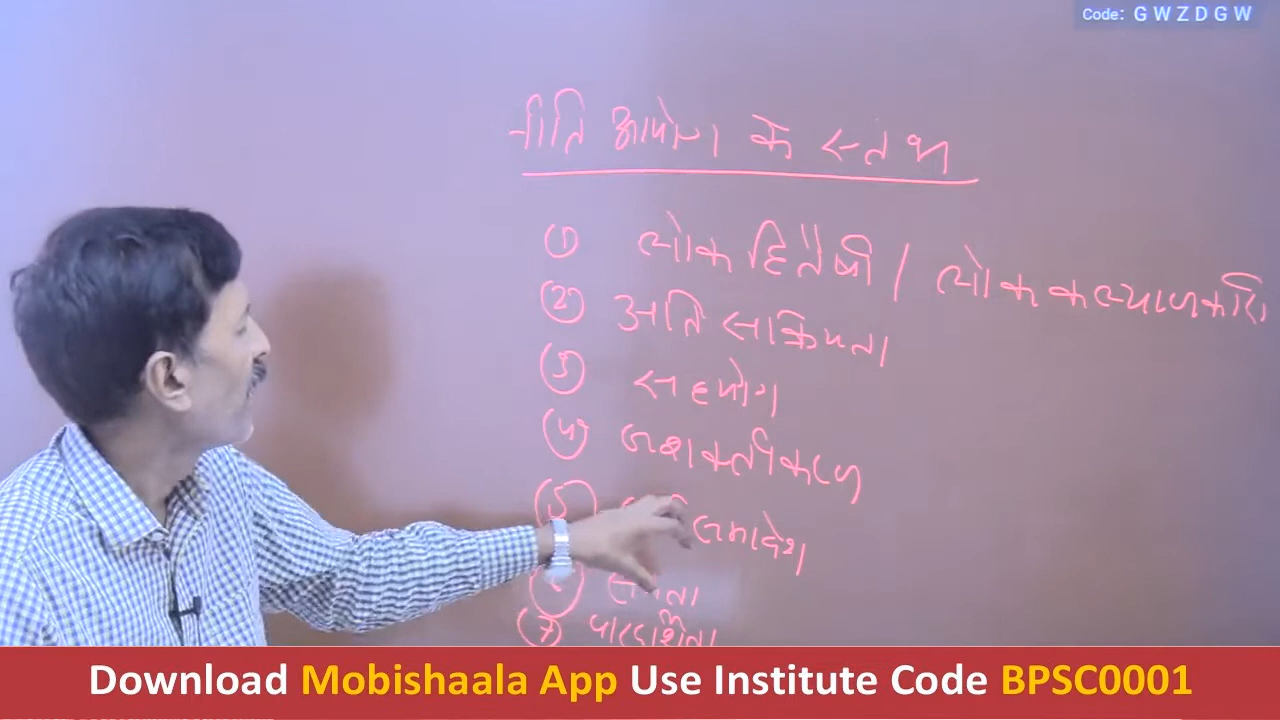 Code: G W Z D G W
नीति आयोग के स्तंभ
① लोक हितैषी / लोक कल्याणकारि
② अति सक्रियता
③ सहयोग
④ सशक्तिकरण
⑤ समावेश
⑥
⑦ पारदर्शिता
Download Mobishaala App Use Institute Code BPSC0001